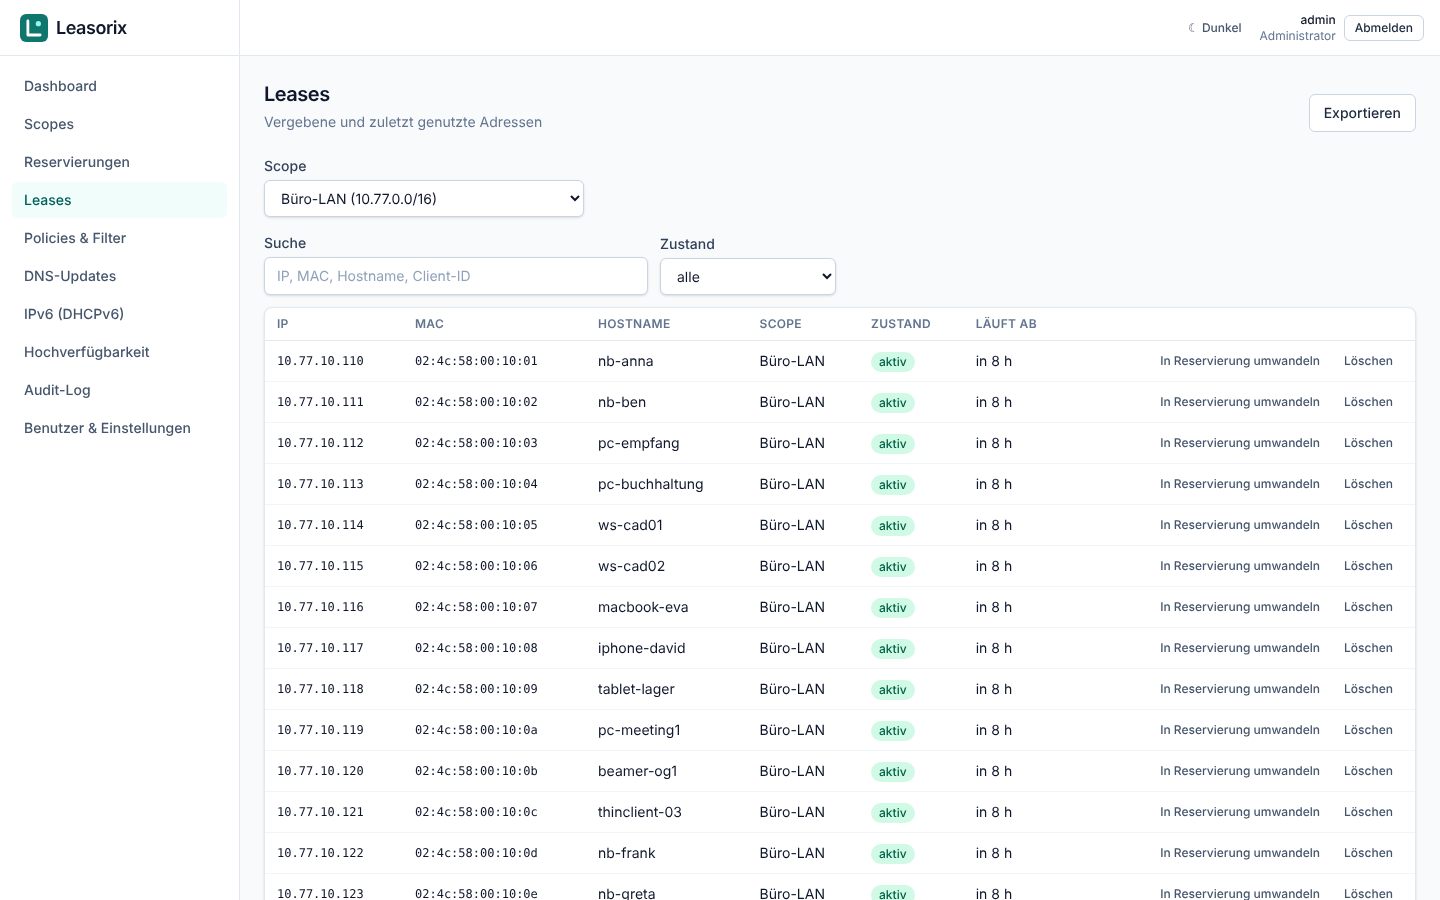 Leasorix
Dunkel
admin
Administrator
Abmelden
Dashboard
Scopes
Reservierungen
Leases
Policies & Filter
DNS-Updates
IPv6 (DHCPv6)
Hochverfügbarkeit
Audit-Log
Benutzer & Einstellungen
Leases
Vergebene und zuletzt genutzte Adressen
Exportieren
Scope
Büro-LAN (10.77.0.0/16)
Suche
Zustand
IP, MAC, Hostname, Client-ID
alle
IP MAC HOSTNAME SCOPE ZUSTAND LÄUFT AB
10.77.10.110 02:4c:58:00:10:01 nb-anna Büro-LAN aktiv in 8 h In Reservierung umwandeln Löschen
10.77.10.111 02:4c:58:00:10:02 nb-ben Büro-LAN aktiv in 8 h In Reservierung umwandeln Löschen
10.77.10.112 02:4c:58:00:10:03 pc-empfang Büro-LAN aktiv in 8 h In Reservierung umwandeln Löschen
10.77.10.113 02:4c:58:00:10:04 pc-buchhaltung Büro-LAN aktiv in 8 h In Reservierung umwandeln Löschen
10.77.10.114 02:4c:58:00:10:05 ws-cad01 Büro-LAN aktiv in 8 h In Reservierung umwandeln Löschen
10.77.10.115 02:4c:58:00:10:06 ws-cad02 Büro-LAN aktiv in 8 h In Reservierung umwandeln Löschen
10.77.10.116 02:4c:58:00:10:07 macbook-eva Büro-LAN aktiv in 8 h In Reservierung umwandeln Löschen
10.77.10.117 02:4c:58:00:10:08 iphone-david Büro-LAN aktiv in 8 h In Reservierung umwandeln Löschen
10.77.10.118 02:4c:58:00:10:09 tablet-lager Büro-LAN aktiv in 8 h In Reservierung umwandeln Löschen
10.77.10.119 02:4c:58:00:10:0a pc-meeting1 Büro-LAN aktiv in 8 h In Reservierung umwandeln Löschen
10.77.10.120 02:4c:58:00:10:0b beamer-og1 Büro-LAN aktiv in 8 h In Reservierung umwandeln Löschen
10.77.10.121 02:4c:58:00:10:0c thinclient-03 Büro-LAN aktiv in 8 h In Reservierung umwandeln Löschen
10.77.10.122 02:4c:58:00:10:0d nb-frank Büro-LAN aktiv in 8 h In Reservierung umwandeln Löschen
10.77.10.123 02:4c:58:00:10:0e nb-greta Büro-LAN aktiv in 8 h In Reservierung umwandeln Löschen